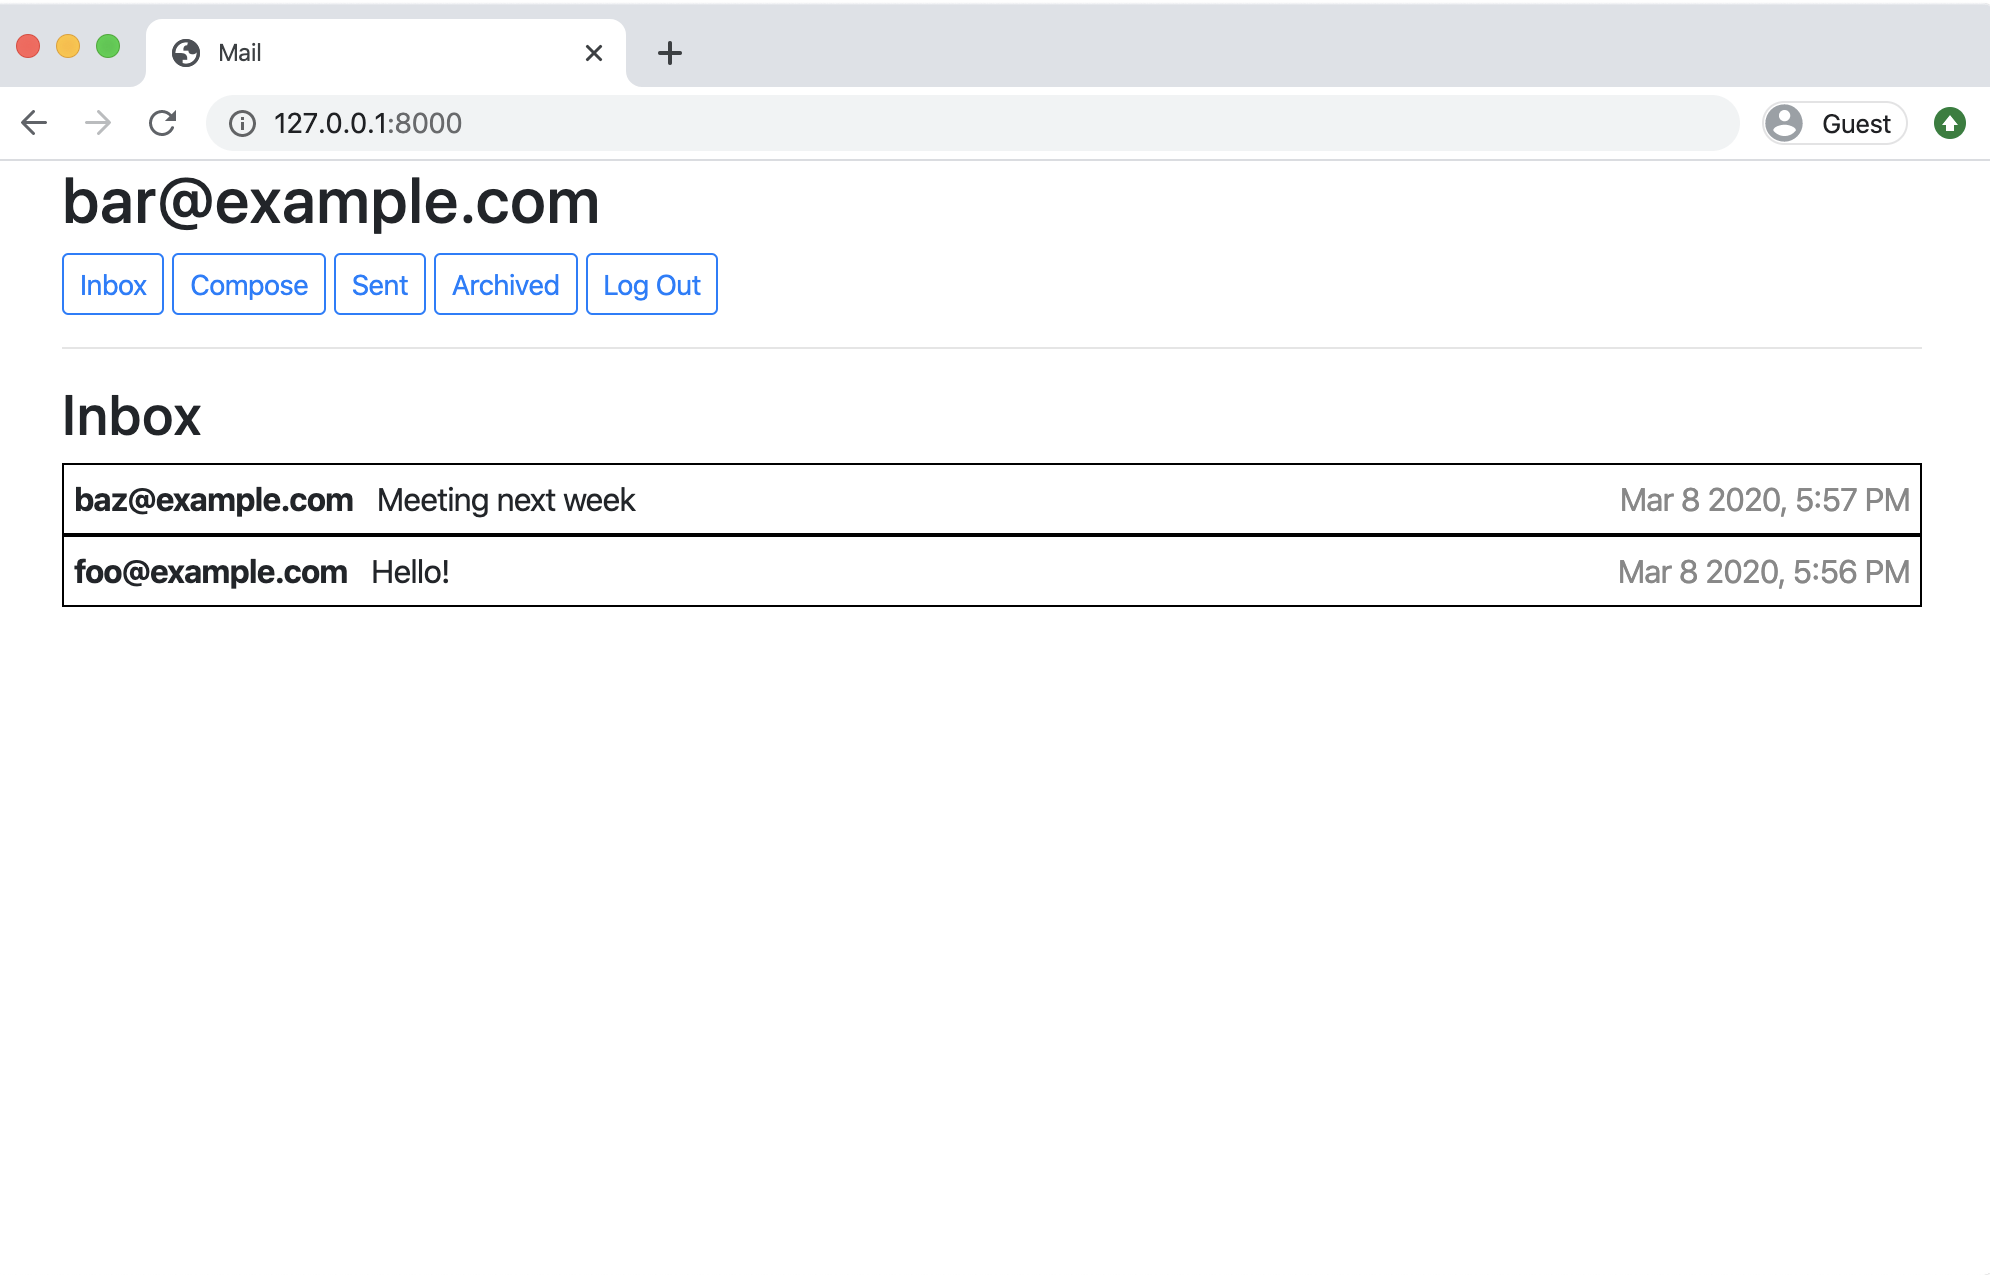 Mail
127.0.0.1:8000
Guest
bar@example.com
Inbox Compose Sent Archived Log Out
Inbox
baz@example.com Meeting next week Mar 8 2020, 5:57 PM
foo@example.com Hello! Mar 8 2020, 5:56 PM